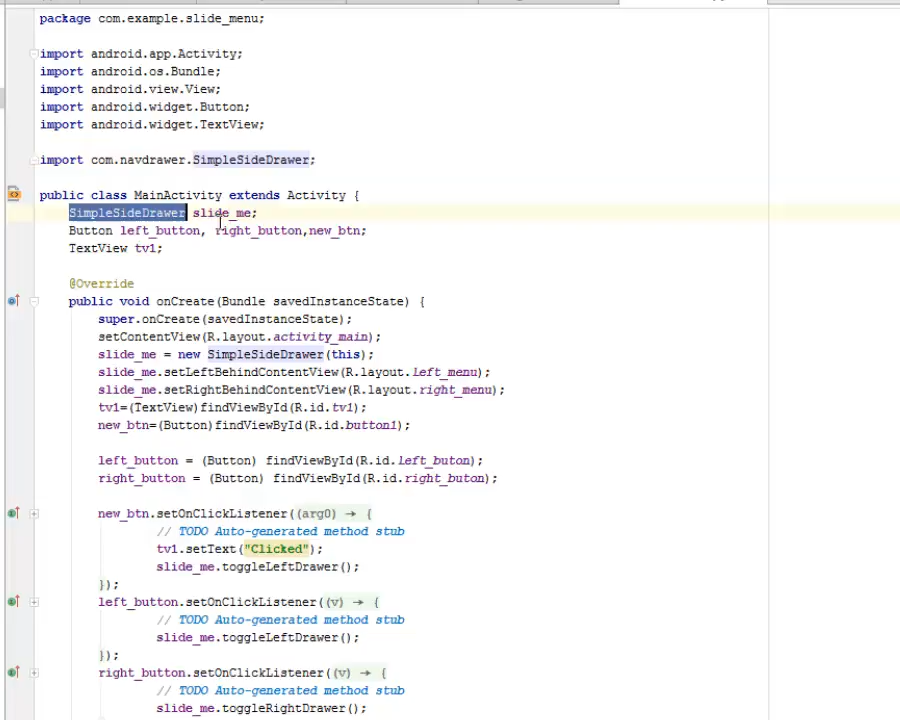 package com.example.slide_menu;
import android.app.Activity;
import android.os.Bundle;
import android.view.View;
import android.widget.Button;
import android.widget.TextView;
import com.navdrawer.SimpleSideDrawer;
public class MainActivity extends Activity {
SimpleSideDrawer slide_me;
Button left_button, right_button,new_btn;
TextView tv1;
@Override
public void onCreate(Bundle savedInstanceState) {
super.onCreate(savedInstanceState);
setContentView(R.layout.activity_main);
slide_me = new SimpleSideDrawer(this);
slide_me.setLeftBehindContentView(R.layout.left_menu);
slide_me.setRightBehindContentView(R.layout.right_menu);
tv1=(TextView)findViewById(R.id.tv1);
new_btn=(Button)findViewById(R.id.button1);
left_button = (Button) findViewById(R.id.left_buton);
right_button = (Button) findViewById(R.id.right_buton);
new_btn.setOnClickListener((arg0) → {
// TODO Auto-generated method stub
tv1.setText("Clicked");
slide_me.toggleLeftDrawer();
});
left_button.setOnClickListener((v) → {
// TODO Auto-generated method stub
slide_me.toggleLeftDrawer();
});
right_button.setOnClickListener((v) → {
// TODO Auto-generated method stub
slide_me.toggleRightDrawer();